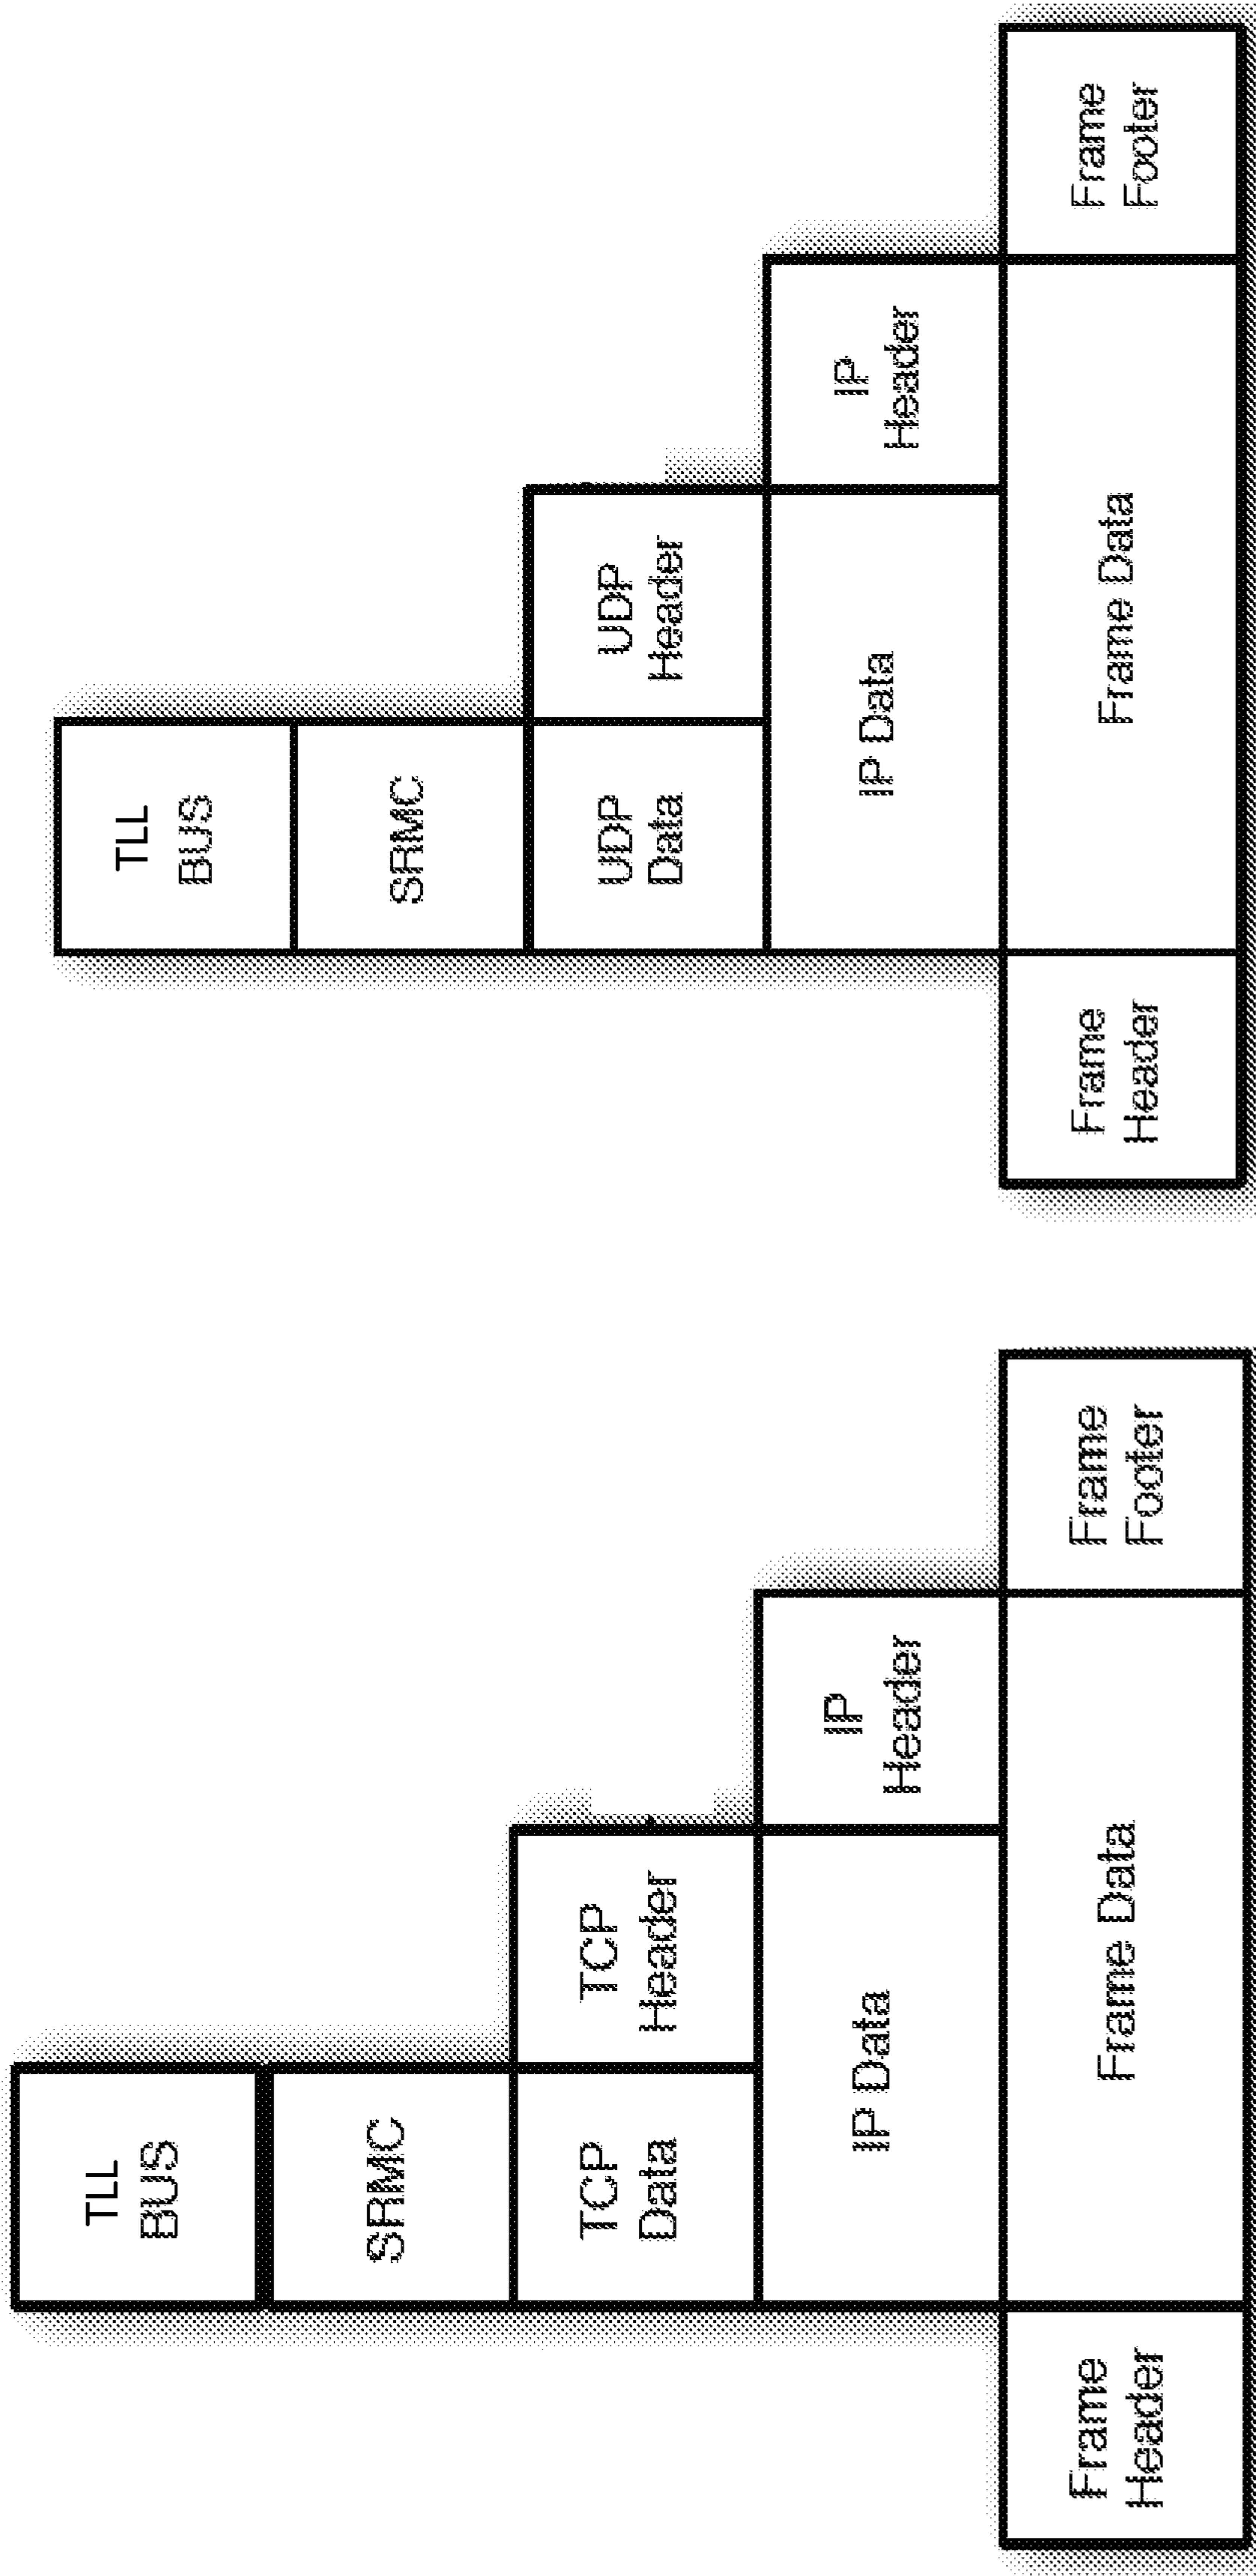 TLL
BUS
SRMC
TCP
Data
TCP
Header
IP Data
IP
Header
Frame
Header
Frame Data
Frame
Footer
TLL
BUS
SRMC
UDP
Data
UDP
Header
IP Data
IP
Header
Frame
Header
Frame Data
Frame
Footer